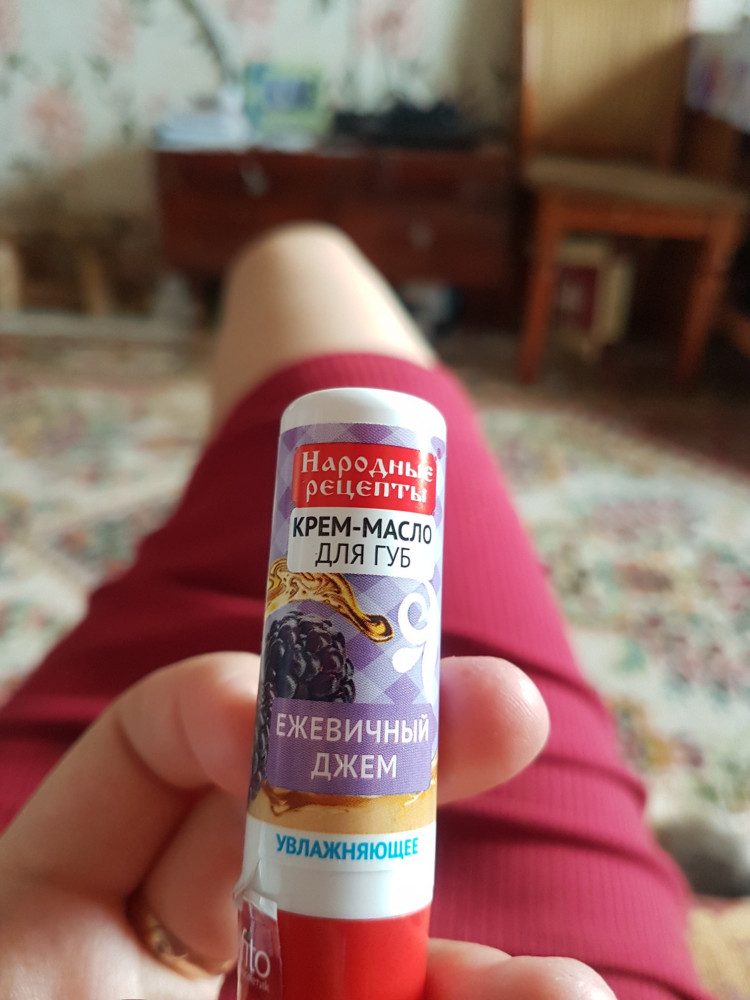 Народные
рецепты
КРЕМ-МАСЛО
ДЛЯ ГУБ
ЕЖЕВИЧНЫЙ
ДЖЕМ
УВЛАЖНЯЮЩЕЕ